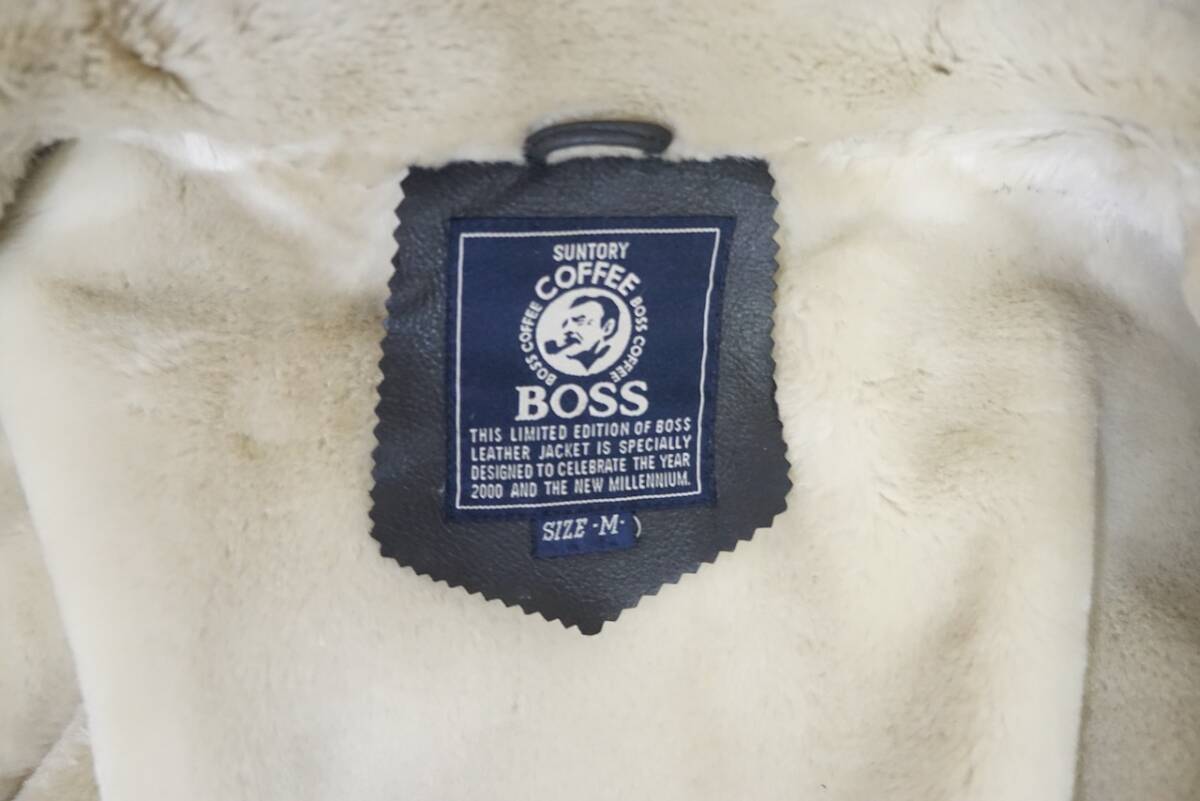 SUNTORY
COFFEE
BOSS COFFEE
BOSS COFFEE
BOSS
THIS LIMITED EDITION OF BOSS
LEATHER JACKET IS SPECIALLY
DESIGNED TO CELEBRATE THE YEAR
2000 AND THE NEW MILLENNIUM.
SIZE -M-